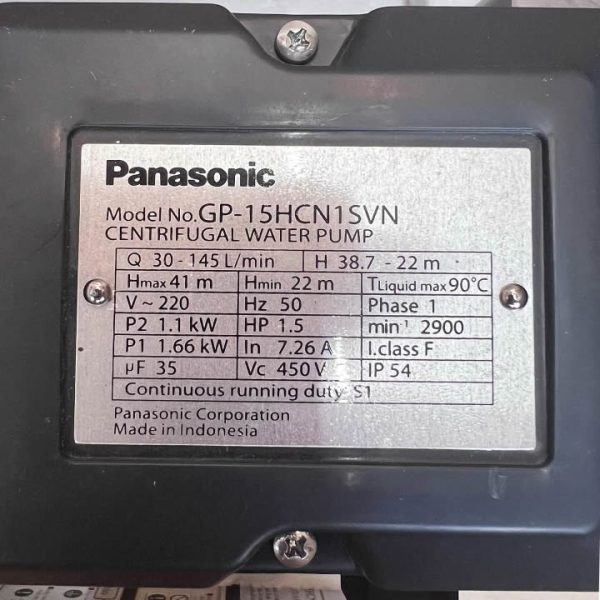 Panasonic
Model No. GP-15HCN1SVN
CENTRIFUGAL WATER PUMP
Q 30 - 145 L/min H 38.7 - 22 m
Hmax 41 m Hmin 22 m TLiquid max 90°C
V ~ 220 Hz 50 Phase 1
P2 1.1 kW HP 1.5 min-¹ 2900
P1 1.66 kW In 7.26 A I.class F
µF 35 Vc 450 V IP 54
Continuous running duty S1
Panasonic Corporation
Made in Indonesia